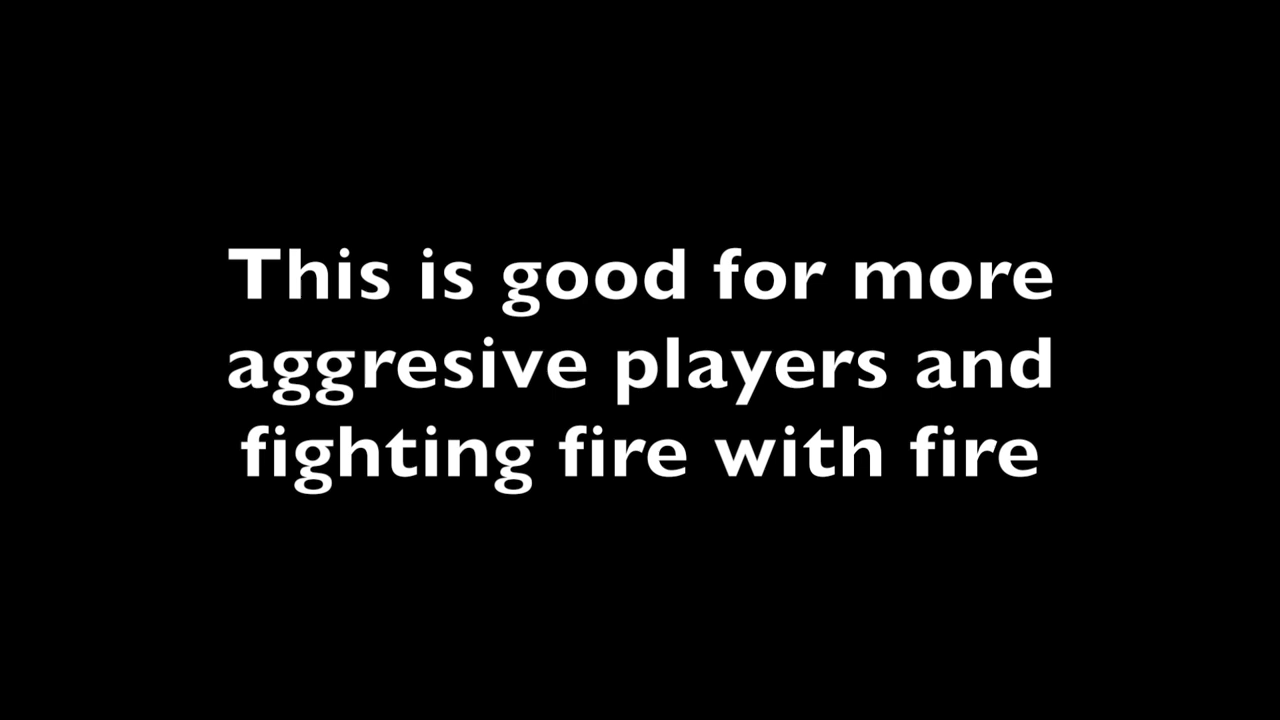 This is good for more
aggresive players and
fighting fire with fire